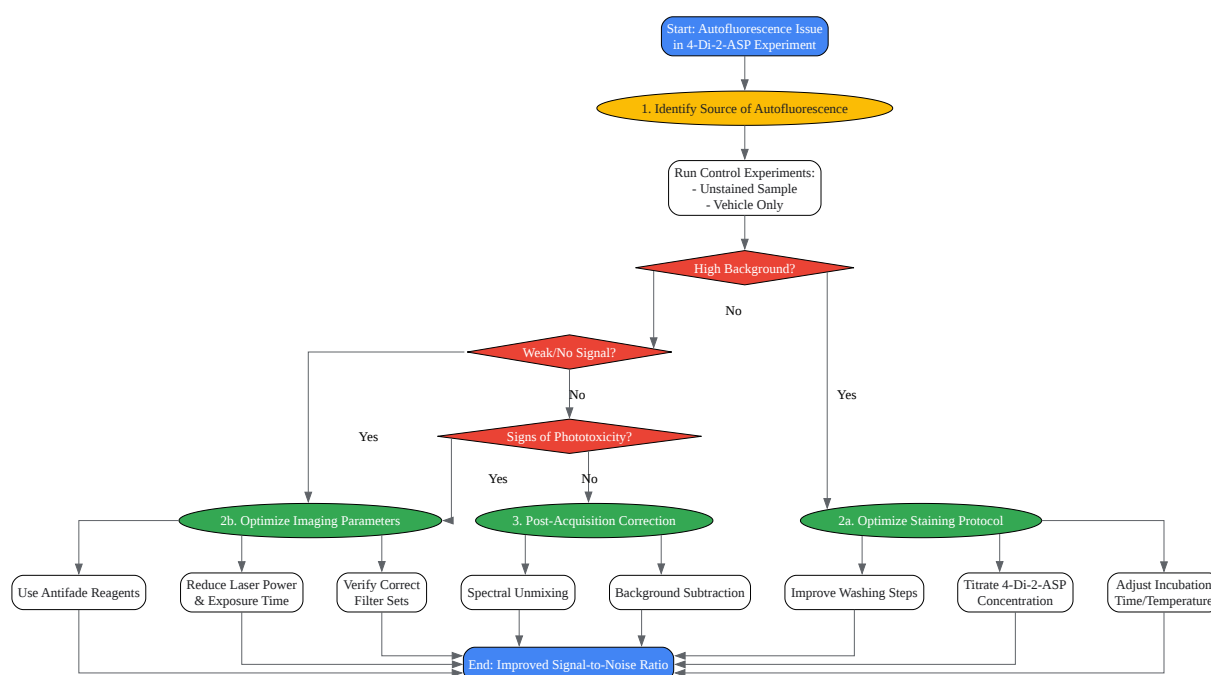 Start: Autofluorescence Issue
in 4-Di-2-ASP Experiment
1. Identify Source of Autofluorescence
Run Control Experiments:
- Unstained Sample
- Vehicle Only
High Background?
No
Weak/No Signal?
No
Yes
Yes
Signs of Phototoxicity?
Yes
No
2b. Optimize Imaging Parameters
3. Post-Acquisition Correction
2a. Optimize Staining Protocol
Use Antifade Reagents
Reduce Laser Power
& Exposure Time
Verify Correct
Filter Sets
Spectral Unmixing
Background Subtraction
Improve Washing Steps
Titrate 4-Di-2-ASP
Concentration
Adjust Incubation
Time/Temperature
End: Improved Signal-to-Noise Ratio